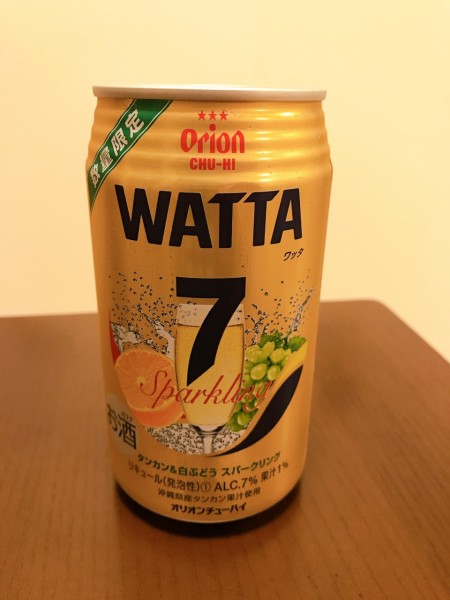 数量限定
Orion
CHU-HI
WATTA
ワッタ
7
Sparkling
お酒
タンカン&白ぶどう スパークリング
リキュール(発泡性)① ALC.7% 果汁1%
沖縄県産タンカン果汁使用
オリオンチューハイ